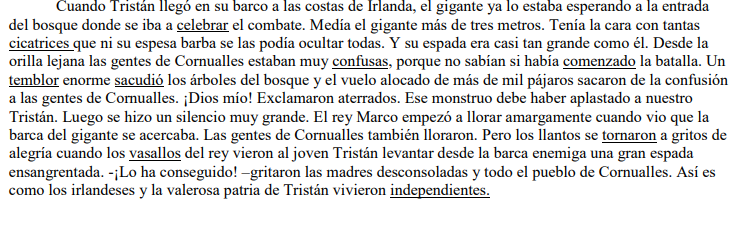 Cuando Tristán llegó en su barco a las costas de Irlanda, el gigante ya lo estaba esperando a la entrada
del bosque donde se iba a celebrar el combate. Medía el gigante más de tres metros. Tenía la cara con tantas
cicatrices que ni su espesa barba se las podía ocultar todas. Y su espada era casi tan grande como él. Desde la
orilla lejana las gentes de Cornualles estaban muy confusas, porque no sabían si había comenzado la batalla. Un
temblor enorme sacudió los árboles del bosque y el vuelo alocado de más de mil pájaros sacaron de la confusión
a las gentes de Cornualles. ¡Dios mío! Exclamaron aterrados. Ese monstruo debe haber aplastado a nuestro
Tristán. Luego se hizo un silencio muy grande. El rey Marco empezó a llorar amargamente cuando vio que la
barca del gigante se acercaba. Las gentes de Cornualles también lloraron. Pero los llantos se tornaron a gritos de
alegría cuando los vasallos del rey vieron al joven Tristán levantar desde la barca enemiga una gran espada
ensangrentada. -¡Lo ha conseguido! –gritaron las madres desconsoladas y todo el pueblo de Cornualles. Así es
como los irlandeses y la valerosa patria de Tristán vivieron independientes.